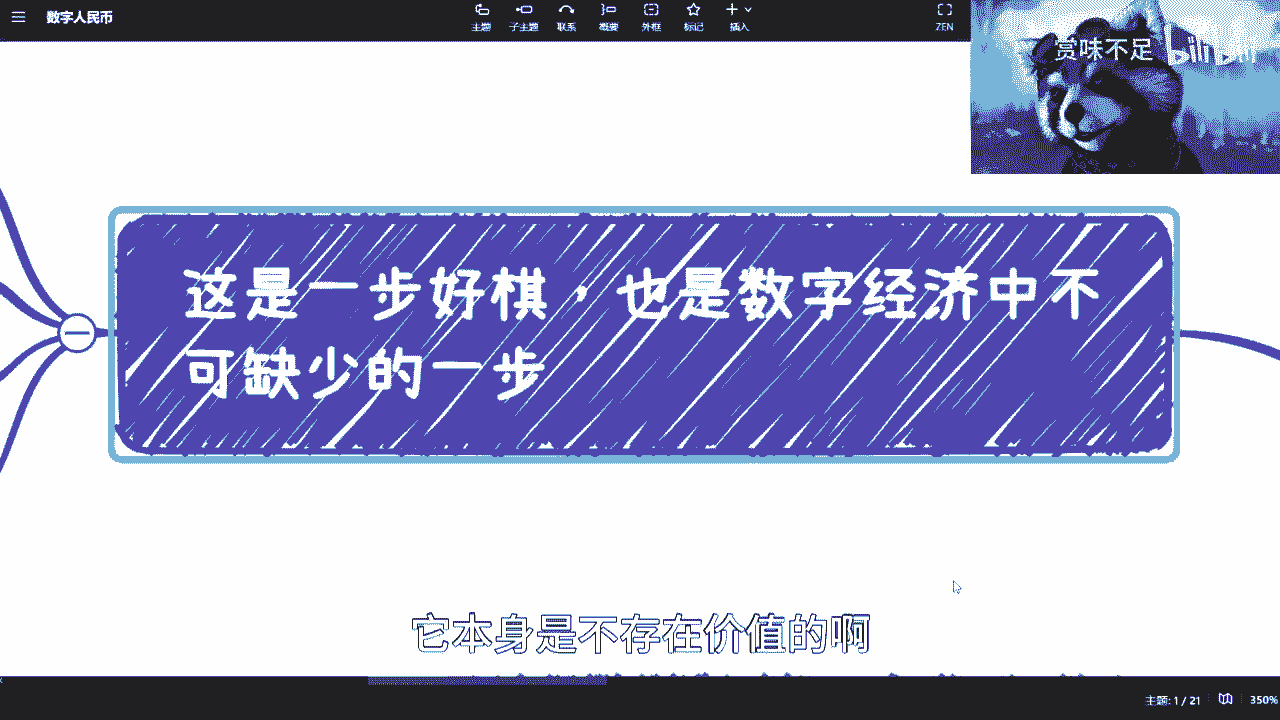 数字人民币
主题 子主题 联系 概要 外框 标记 插入 ZEN
赏味不足 bilibili
这是一步好棋，也是数字经济中不
可缺少的一步
它本身是不存在价值的啊
主题: 1 / 21 350%